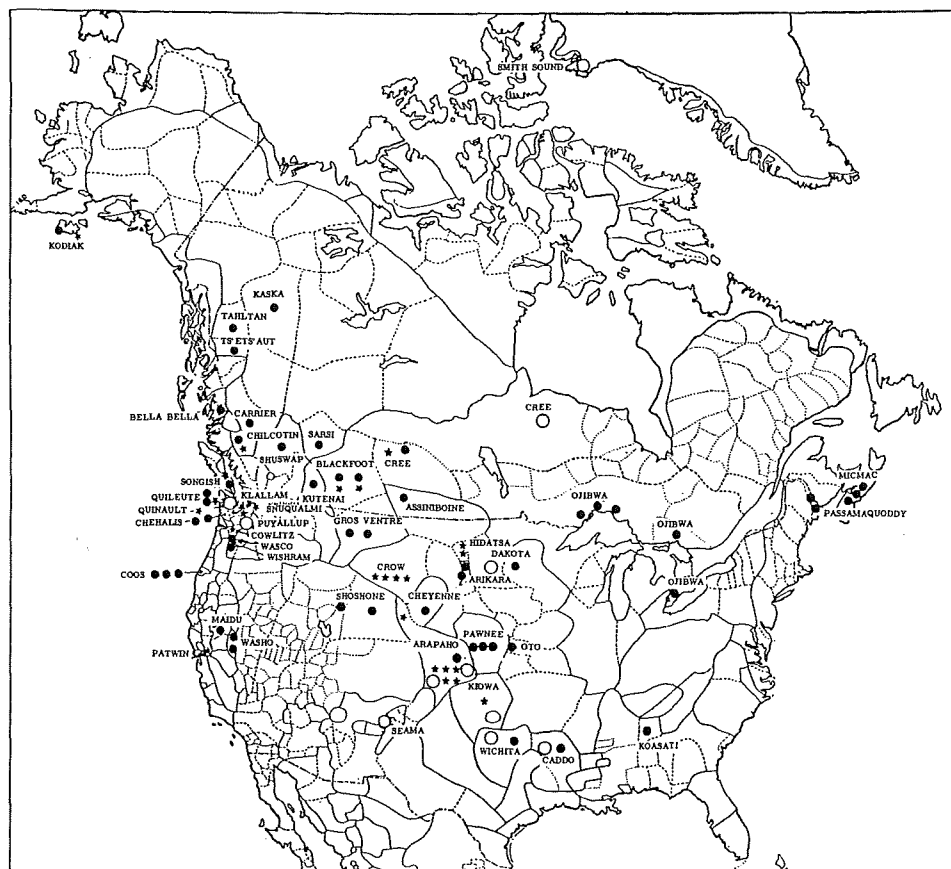 SMITH SOUND
KODIAK
KASKA
TAHLTAN
TS'ETS'AUT
CREE
BELLA BELLA
CARRIER
CHILCOTIN
SARSI
SHUSWAP
BLACKFOOT
CREE
MICMAC
SONGISH
KLALLAM
KUTENAI
QUILEUTE
SNUQUALMI
ASSINIBOINE
OJIBWA
PASSAMAQUODDY
QUINAULT
PUYALLUP
GROS VENTRE
CHEHALIS
COWLITZ
OJIBWA
WASCO
HIDATSA
WISHRAM
DAKOTA
CROW
COOS
ARIKARA
OJIBWA
SHOSHONE
CHEYENNE
MAIDU
WASHO
ARAPAHO
PAWNEE
OTO
PATWIN
KIOWA
SEAMA
WICHITA
CADDO
KOASATI